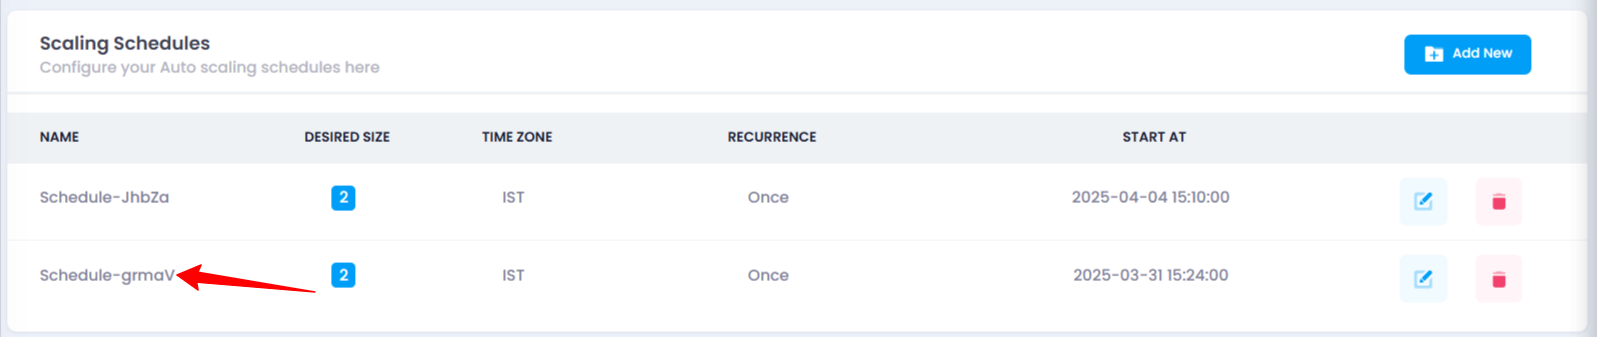 Scaling Schedules
Configure your Auto scaling schedules here
Add New
NAME DESIRED SIZE TIME ZONE RECURRENCE START AT
Schedule-JhbZa 2 IST Once 2025-04-04 15:10:00
Schedule-grmaV 2 IST Once 2025-03-31 15:24:00